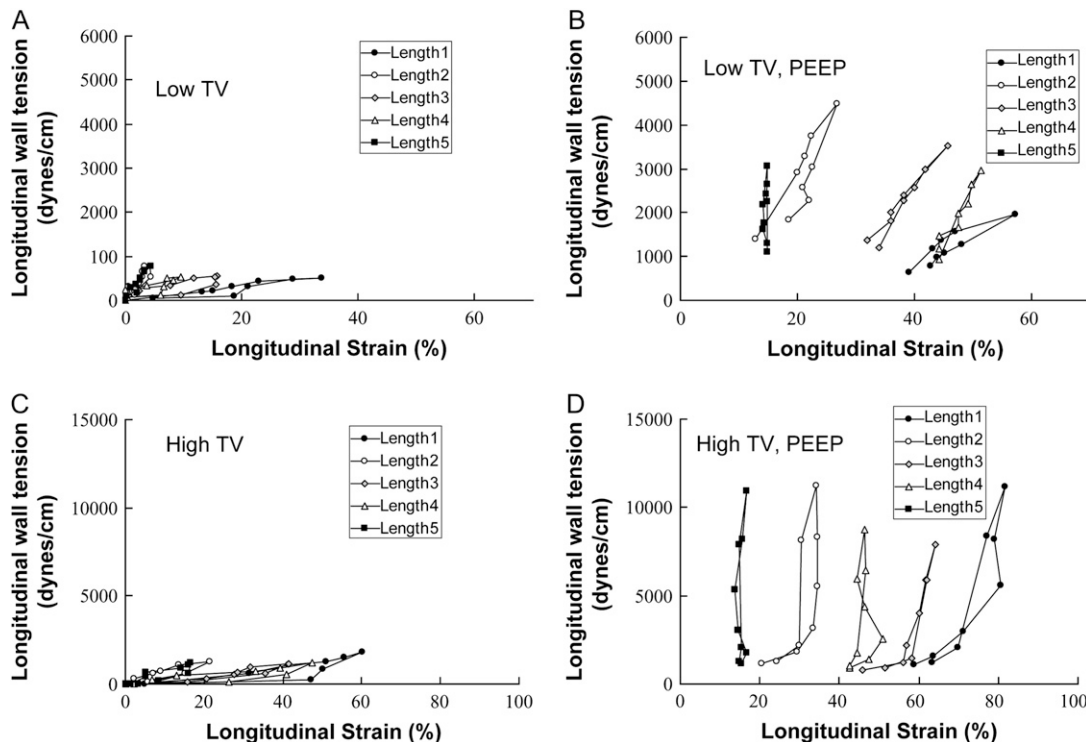 A
Longitudinal wall tension
(dynes/cm)
6000
5000
4000
3000
2000
1000
500
0
Low TV
Length1
Length2
Length3
Length4
Length5
0
20
40
60
Longitudinal Strain (%)
B
Longitudinal wall tension
(dynes/cm)
6000
5000
4000
3000
2000
1000
0
Low TV, PEEP
Length1
Length2
Length3
Length4
Length5
0
20
40
60
Longitudinal Strain (%)
C
Longitudinal wall tension
(dynes/cm)
15000
10000
5000
0
High TV
Length1
Length2
Length3
Length4
Length5
0
20
40
60
80
100
Longitudinal Strain (%)
D
Longitudinal wall tension
(dynes/cm)
15000
10000
5000
0
High TV, PEEP
Length1
Length2
Length3
Length4
Length5
0
20
40
60
80
100
Longitudinal Strain (%)